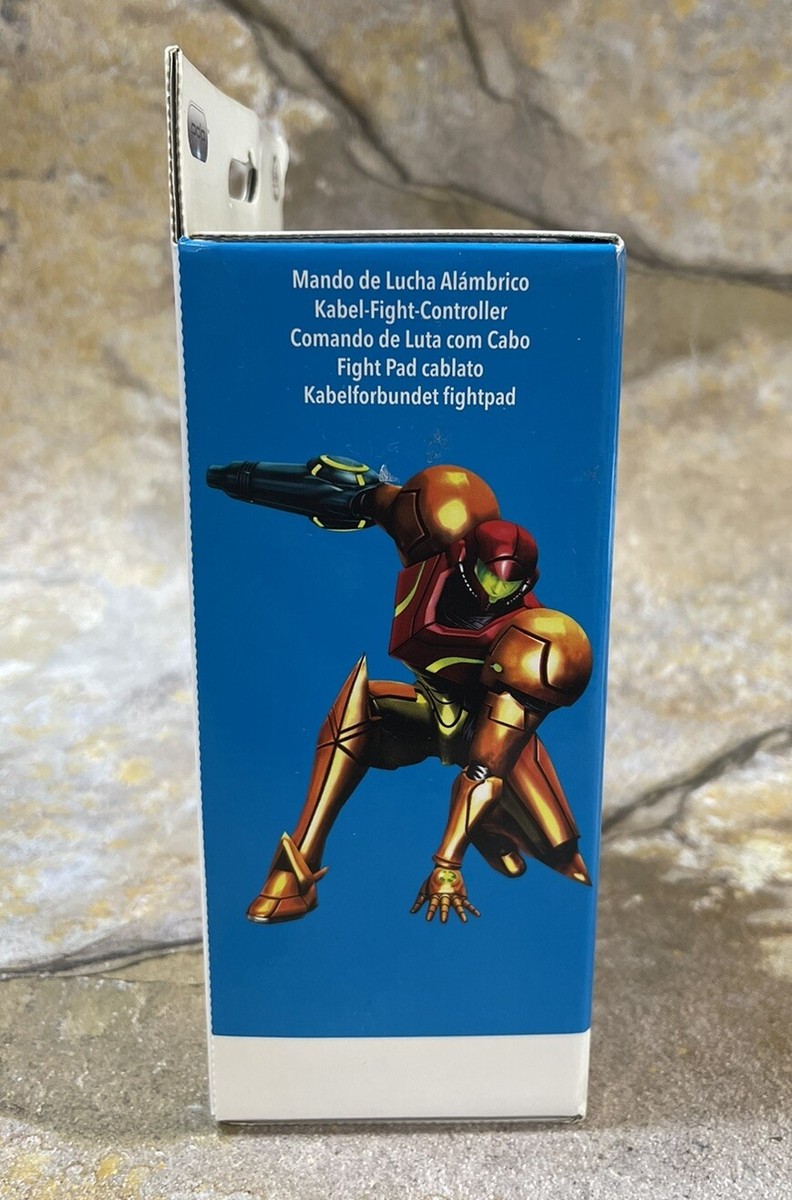 Mando de Lucha Alámbrico
Kabel-Fight-Controller
Comando de Luta com Cabo
Fight Pad cablato
Kabelforbundet fightpad